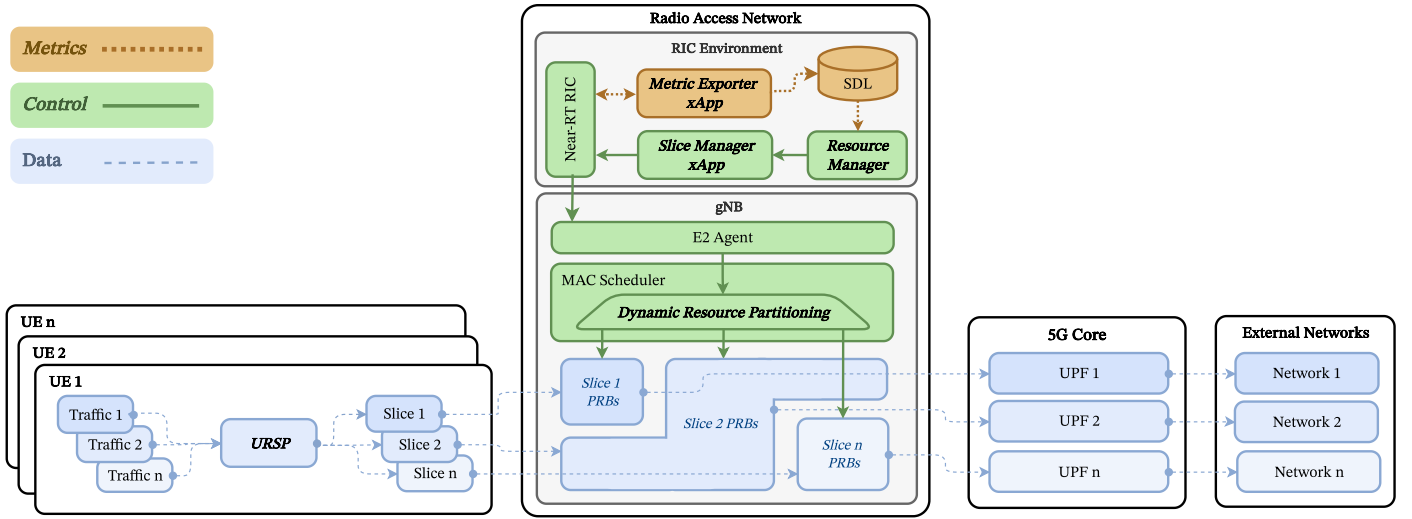 Metrics
Control
Data
Radio Access Network
RIC Environment
Near-RT RIC
Metric Exporter
xApp
SDL
Slice Manager
xApp
Resource
Manager
gNB
E2 Agent
MAC Scheduler
Dynamic Resource Partitioning
Slice 1
PRBs
Slice 2 PRBs
Slice n
PRBs
UE n
UE 2
UE 1
Traffic 1
Traffic 2
Traffic n
URSP
Slice 1
Slice 2
Slice n
5G Core
UPF 1
UPF 2
UPF n
External Networks
Network 1
Network 2
Network n